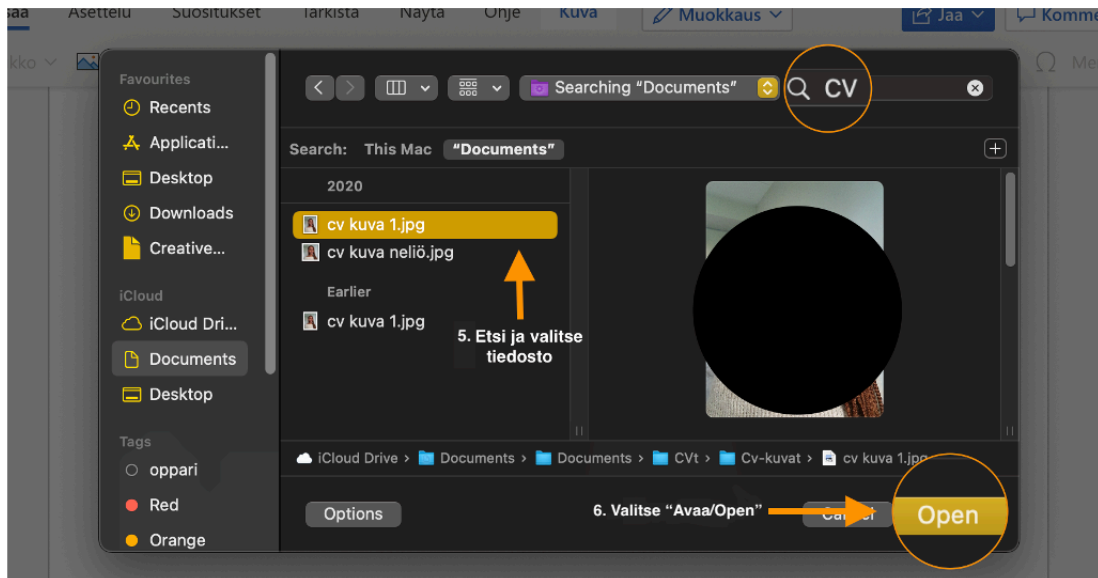 saa Asettelu Suositukset Tarkista Näytä Ohje Kuva Muokkaus Jaa Komme
kko Me
Favourites
Recents
Applicati...
Desktop
Downloads
Creative...
iCloud
iCloud Dri...
Documents
Desktop
Tags
oppari
Red
Orange
Searching “Documents” CV
Search: This Mac “Documents”
2020
cv kuva 1.jpg
cv kuva neliö.jpg
Earlier
cv kuva 1.jpg
5. Etsi ja valitse
tiedosto
iCloud Drive › Documents › Documents › CVt › Cv-kuvat › cv kuva 1.jpg
Options 6. Valitse “Avaa/Open” Cancel Open